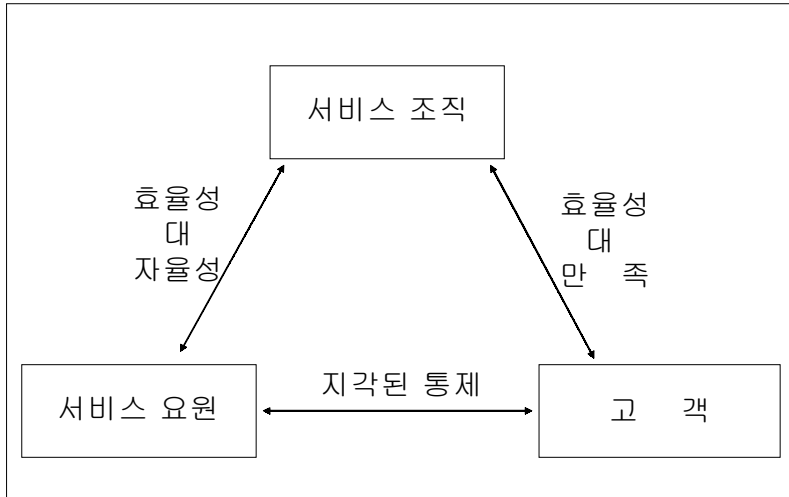 서비스 조직
효율성
대
자율성
효율성
대
만 족
서비스 요원
지각된 통제
고 객